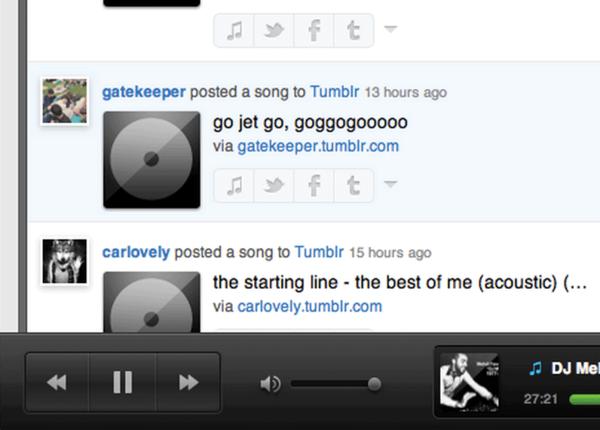 gatekeeper posted a song to Tumblr 13 hours ago
go jet go, goggogooooo
via gatekeeper.tumblr.com
carlovely posted a song to Tumblr 15 hours ago
the starting line - the best of me (acoustic) (…
via carlovely.tumblr.com
DJ Mel
27:21